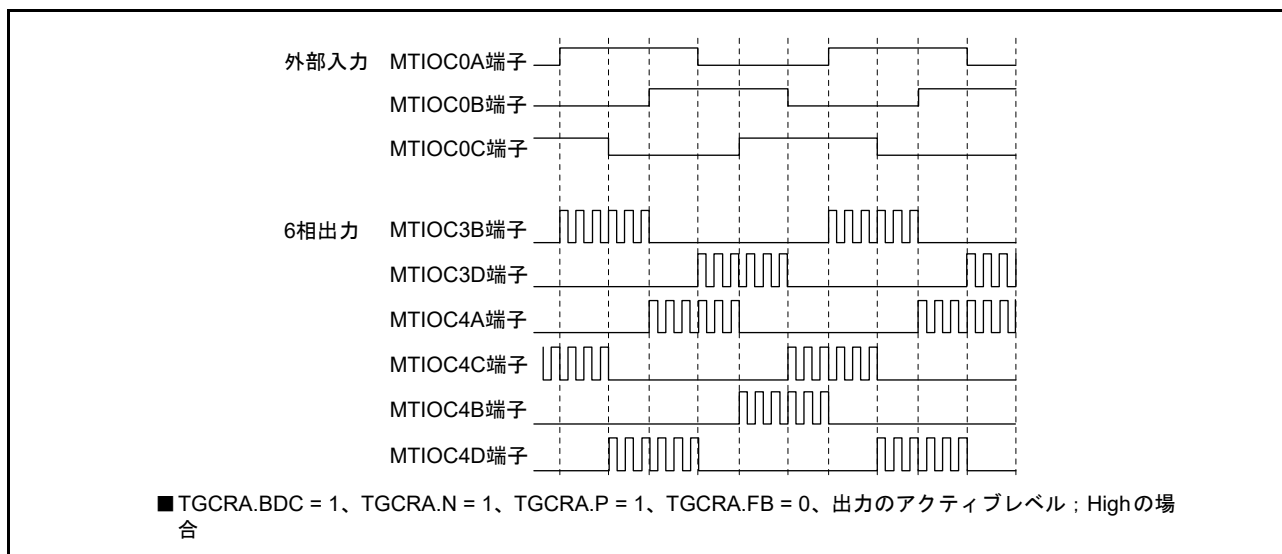 外部入力 MTIOC0A端子
MTIOC0B端子
MTIOC0C端子
6相出力 MTIOC3B端子
MTIOC3D端子
MTIOC4A端子
MTIOC4C端子
MTIOC4B端子
MTIOC4D端子
■ TGCRA.BDC = 1、TGCRA.N = 1、TGCRA.P = 1、TGCRA.FB = 0、出力のアクティブレベル；Highの場
合